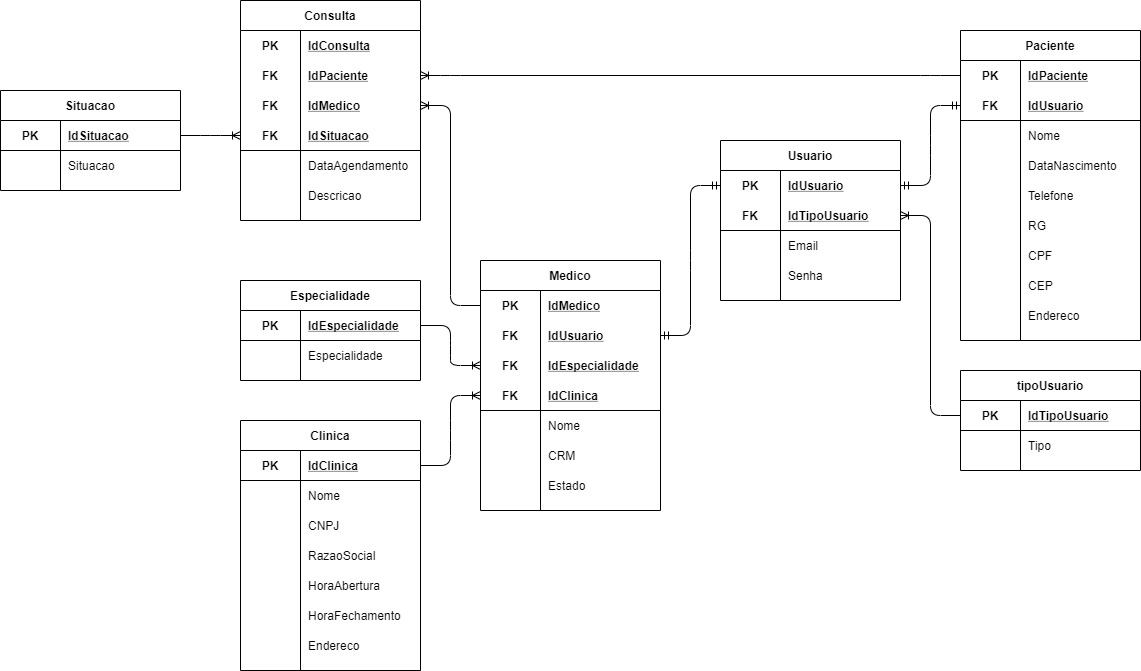 Consulta
PK IdConsulta
FK IdPaciente
FK IdMedico
FK IdSituacao
DataAgendamento
Descricao
Situacao
PK IdSituacao
Situacao
Paciente
PK IdPaciente
FK IdUsuario
Nome
DataNascimento
Telefone
RG
CPF
CEP
Endereco
Usuario
PK IdUsuario
FK IdTipoUsuario
Email
Senha
Medico
PK IdMedico
FK IdUsuario
FK IdEspecialidade
FK IdClinica
Nome
CRM
Estado
Especialidade
PK IdEspecialidade
Especialidade
tipoUsuario
PK IdTipoUsuario
Tipo
Clinica
PK IdClinica
Nome
CNPJ
RazaoSocial
HoraAbertura
HoraFechamento
Endereco